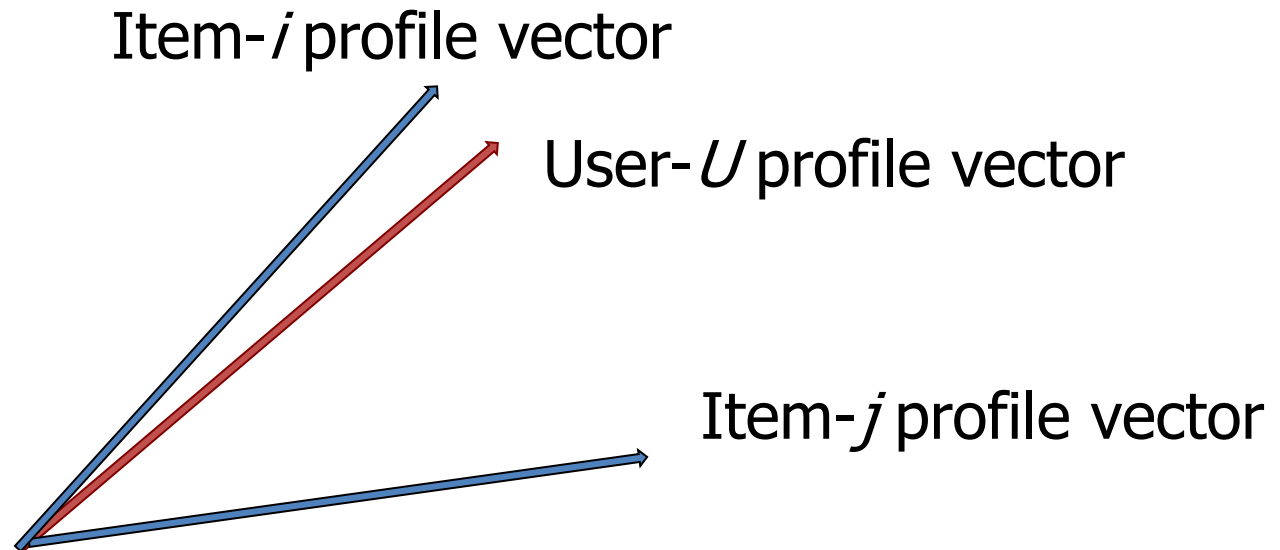 Item-i profile vector
User-U profile vector
Item-j profile vector